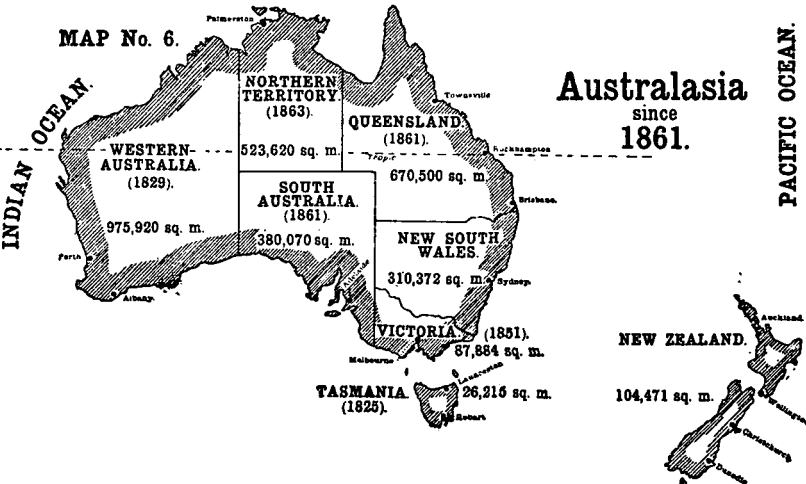 MAP No. 6.
Australasia
since
1861.
INDIAN OCEAN.
PACIFIC OCEAN.
Palmerston
NORTHERN
TERRITORY.
(1863).
523,620 sq. m.
Townsville
QUEENSLAND.
(1861).
Rockhampton
Tropic
670,500 sq. m.
Brisbane.
WESTERN-
AUSTRALIA.
(1829).
975,920 sq. m.
Perth
Albany.
SOUTH
AUSTRALIA.
(1861).
380,070 sq. m.
Adelaide
NEW SOUTH
WALES.
310,372 sq. m.
Sydney.
VICTORIA.
(1851).
87,884 sq. m.
Melbourne
TASMANIA.
(1825).
Launceston
26,215 sq. m.
Hobart
NEW ZEALAND.
104,471 sq. m.
Auckland.
Wellington
Christchurch
Dunedin